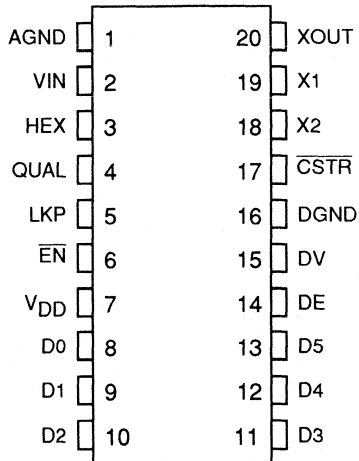 AGND 1 20 XOUT
VIN 2 19 X1
HEX 3 18 X2
QUAL 4 17 C̅S̅T̅R̅
LKP 5 16 DGND
E̅N̅ 6 15 DV
VDD 7 14 DE
D0 8 13 D5
D1 9 12 D4
D2 10 11 D3